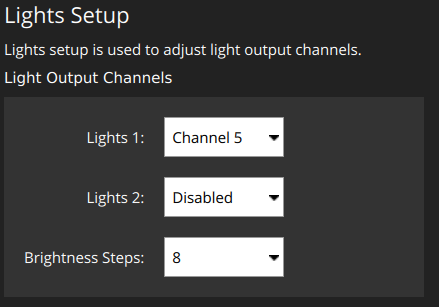 Lights Setup
Lights setup is used to adjust light output channels.
Light Output Channels
Lights 1: Channel 5
Lights 2: Disabled
Brightness Steps: 8